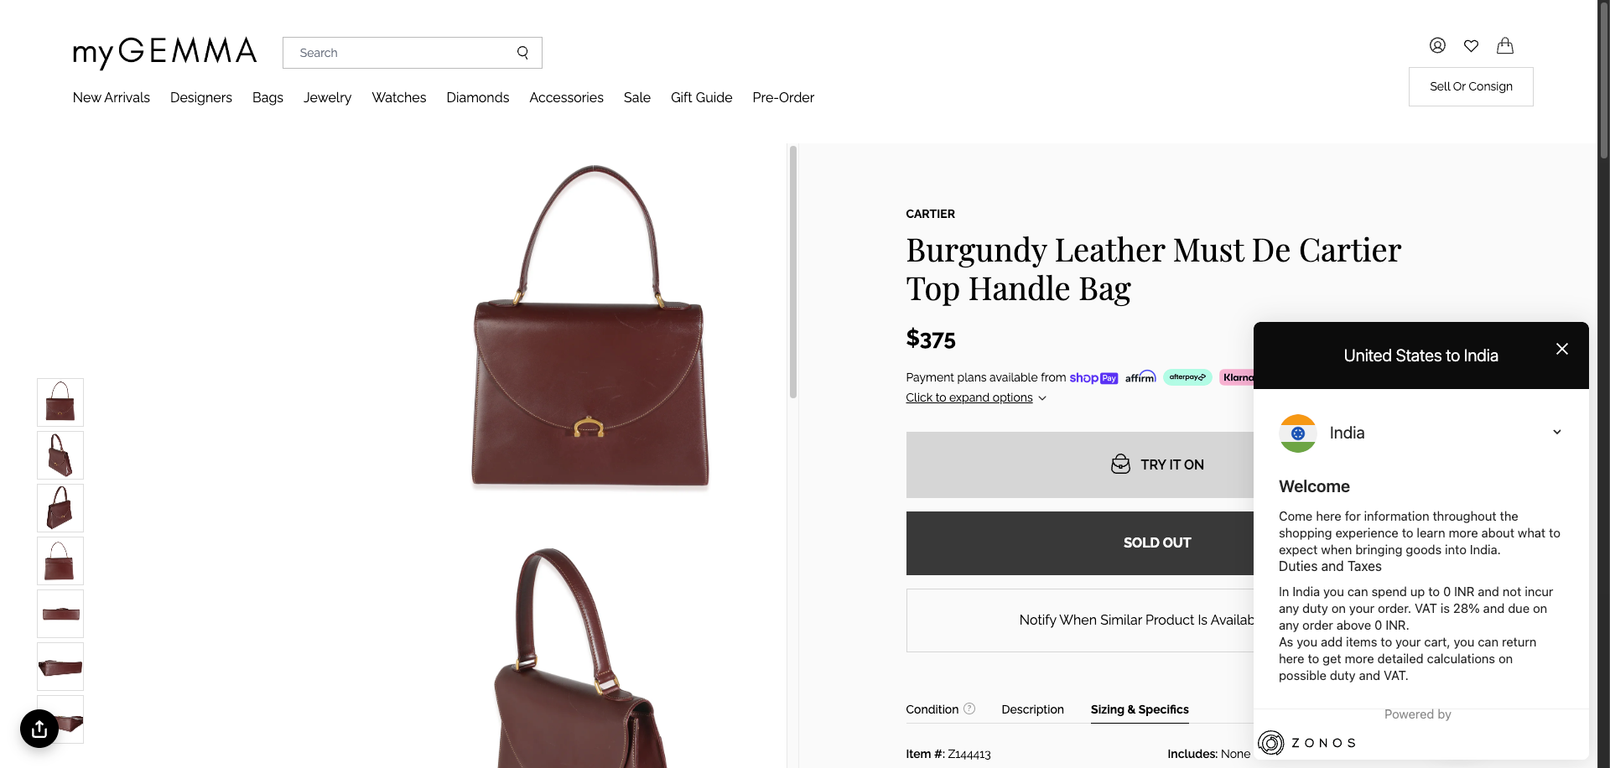 myGEMMA
Search
New Arrivals
Designers
Bags
Jewelry
Watches
Diamonds
Accessories
Sale
Gift Guide
Pre-Order
Sell Or Consign
CARTIER
Burgundy Leather Must De Cartier
Top Handle Bag
$375
Payment plans available from shop Pay affirm afterpay Klarna
Click to expand options
TRY IT ON
SOLD OUT
Notify When Similar Product Is Availab
Condition ?
Description
Sizing & Specifics
Item #: Z144413
Includes: None
United States to India
India
Welcome
Come here for information throughout the
shopping experience to learn more about what to
expect when bringing goods into India.
Duties and Taxes
In India you can spend up to 0 INR and not incur
any duty on your order. VAT is 28% and due on
any order above 0 INR.
As you add items to your cart, you can return
here to get more detailed calculations on
possible duty and VAT.
Powered by
ZONOS